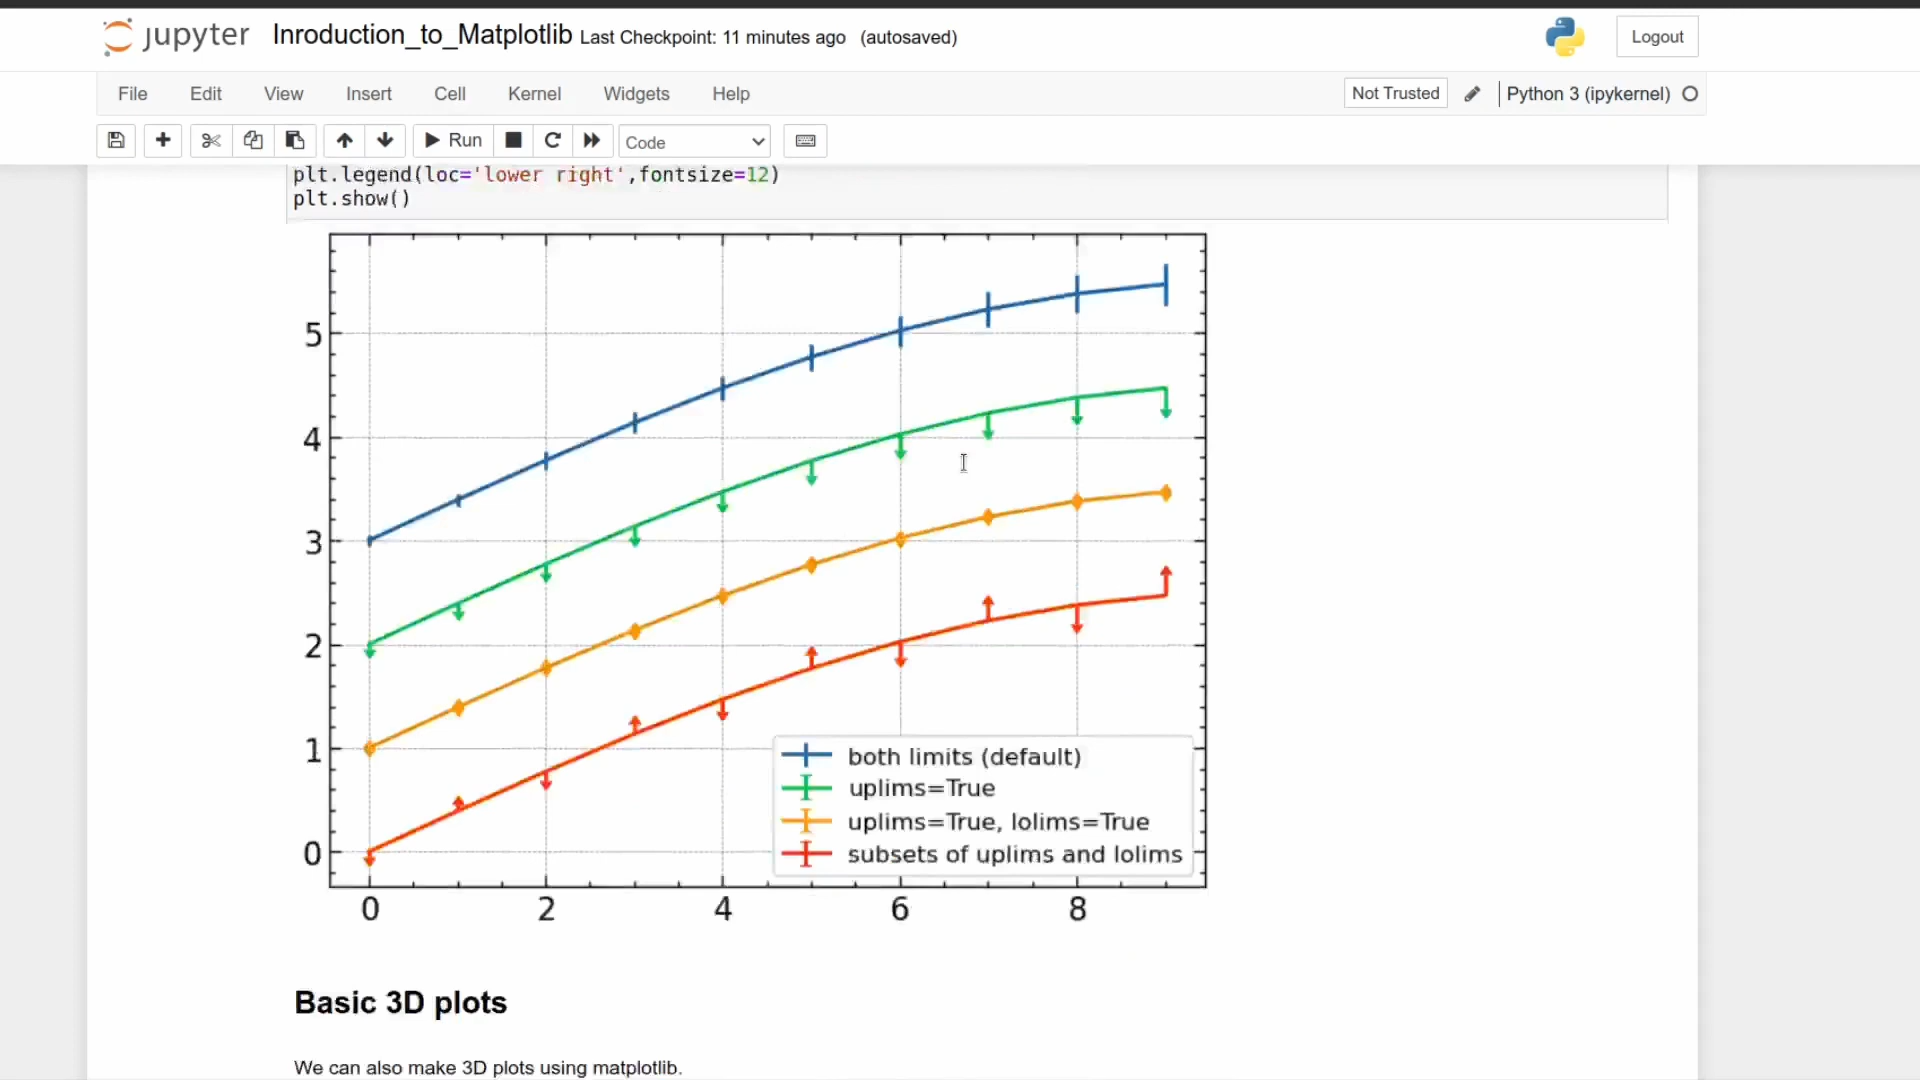 jupyter Inroduction_to_Matplotlib Last Checkpoint: 11 minutes ago (autosaved) Logout
File Edit View Insert Cell Kernel Widgets Help Not Trusted Python 3 (ipykernel)
Run Code
plt.legend(loc='lower right',fontsize=12)
plt.show()
5
4
3
2
1
0
both limits (default)
uplims=True
uplims=True, lolims=True
subsets of uplims and lolims
0 2 4 6 8
Basic 3D plots
We can also make 3D plots using matplotlib.